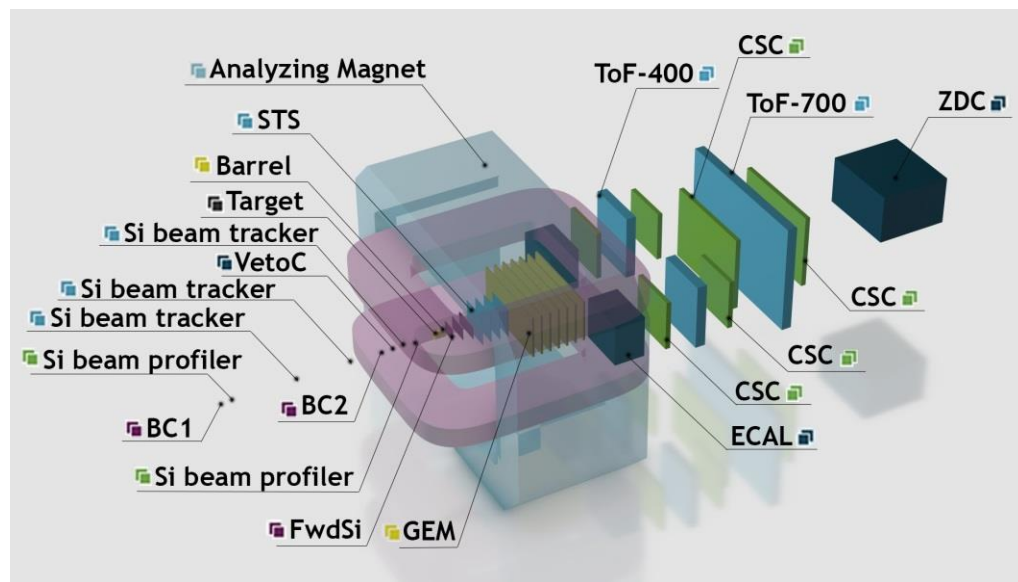 CSC
Analyzing Magnet
ToF-400
ToF-700
ZDC
STS
Barrel
Target
Si beam tracker
VetoC
Si beam tracker
Si beam tracker
Si beam profiler
BC2
BC1
CSC
CSC
CSC
ECAL
Si beam profiler
FwdSi
GEM